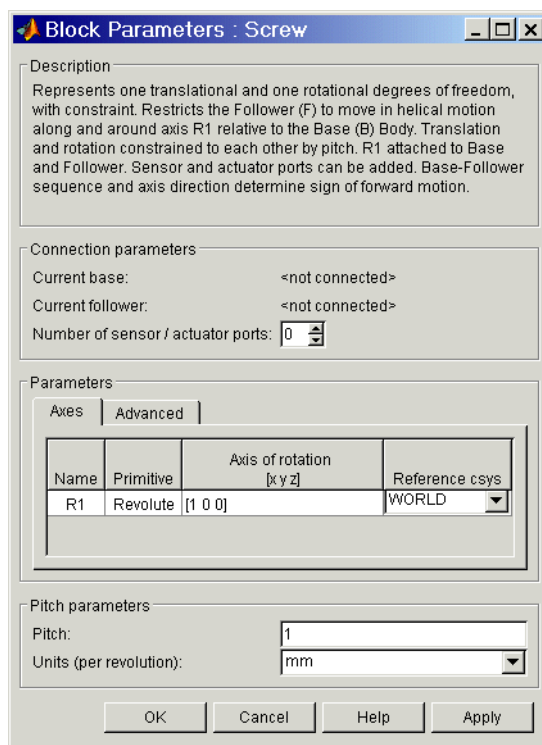 Block Parameters : Screw
Description
Represents one translational and one rotational degrees of freedom,
with constraint. Restricts the Follower (F) to move in helical motion
along and around axis R1 relative to the Base (B) Body. Translation
and rotation constrained to each other by pitch. R1 attached to Base
and Follower. Sensor and actuator ports can be added. Base-Follower
sequence and axis direction determine sign of forward motion.
Connection parameters
Current base: <not connected>
Current follower: <not connected>
Number of sensor / actuator ports: 0
Parameters
Axes Advanced
Axis of rotation
Name Primitive [x y z] Reference csys
R1 Revolute [1 0 0] WORLD
Pitch parameters
Pitch: 1
Units (per revolution): mm
OK Cancel Help Apply